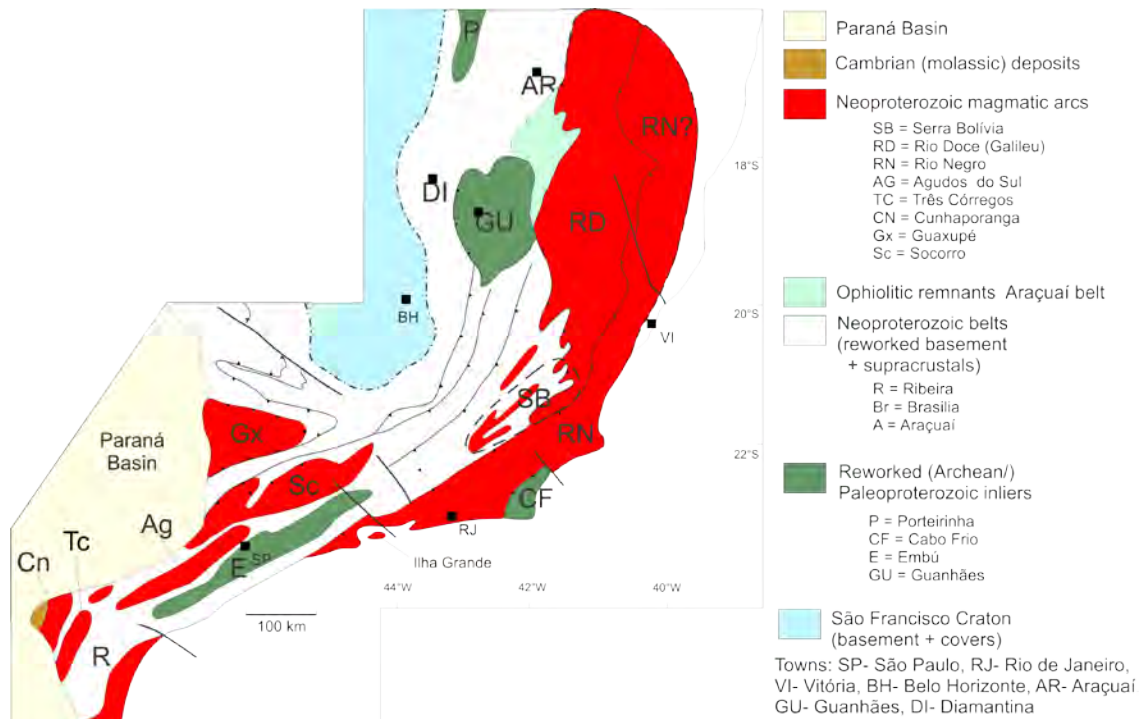 P
AR
RN?
18°S
DI
GU
RD
BH
20°S
VI
SB
Gx
RN
Paraná
Basin
22°S
Sc
CF
Ag
RJ
Tc
E SP
Ilha Grande
Cn
44°W
42°W
40°W
100 km
R
Paraná Basin
Cambrian (molassic) deposits
Neoproterozoic magmatic arcs
SB = Serra Bolívia
RD = Rio Doce (Galileu)
RN = Rio Negro
AG = Agudos do Sul
TC = Três Córregos
CN = Cunhaporanga
Gx = Guaxupé
Sc = Socorro
Ophiolitic remnants Araçuaí belt
Neoproterozoic belts
(reworked basement
+ supracrustals)
R = Ribeira
Br = Brasilia
A = Araçuaí
Reworked (Archean/)
Paleoproterozoic inliers
P = Porteirinha
CF = Cabo Frio
E = Embú
GU = Guanhães
São Francisco Craton
(basement + covers)
Towns: SP- São Paulo, RJ- Rio de Janeiro,
VI- Vitória, BH- Belo Horizonte, AR- Araçuaí
GU- Guanhães, DI- Diamantina